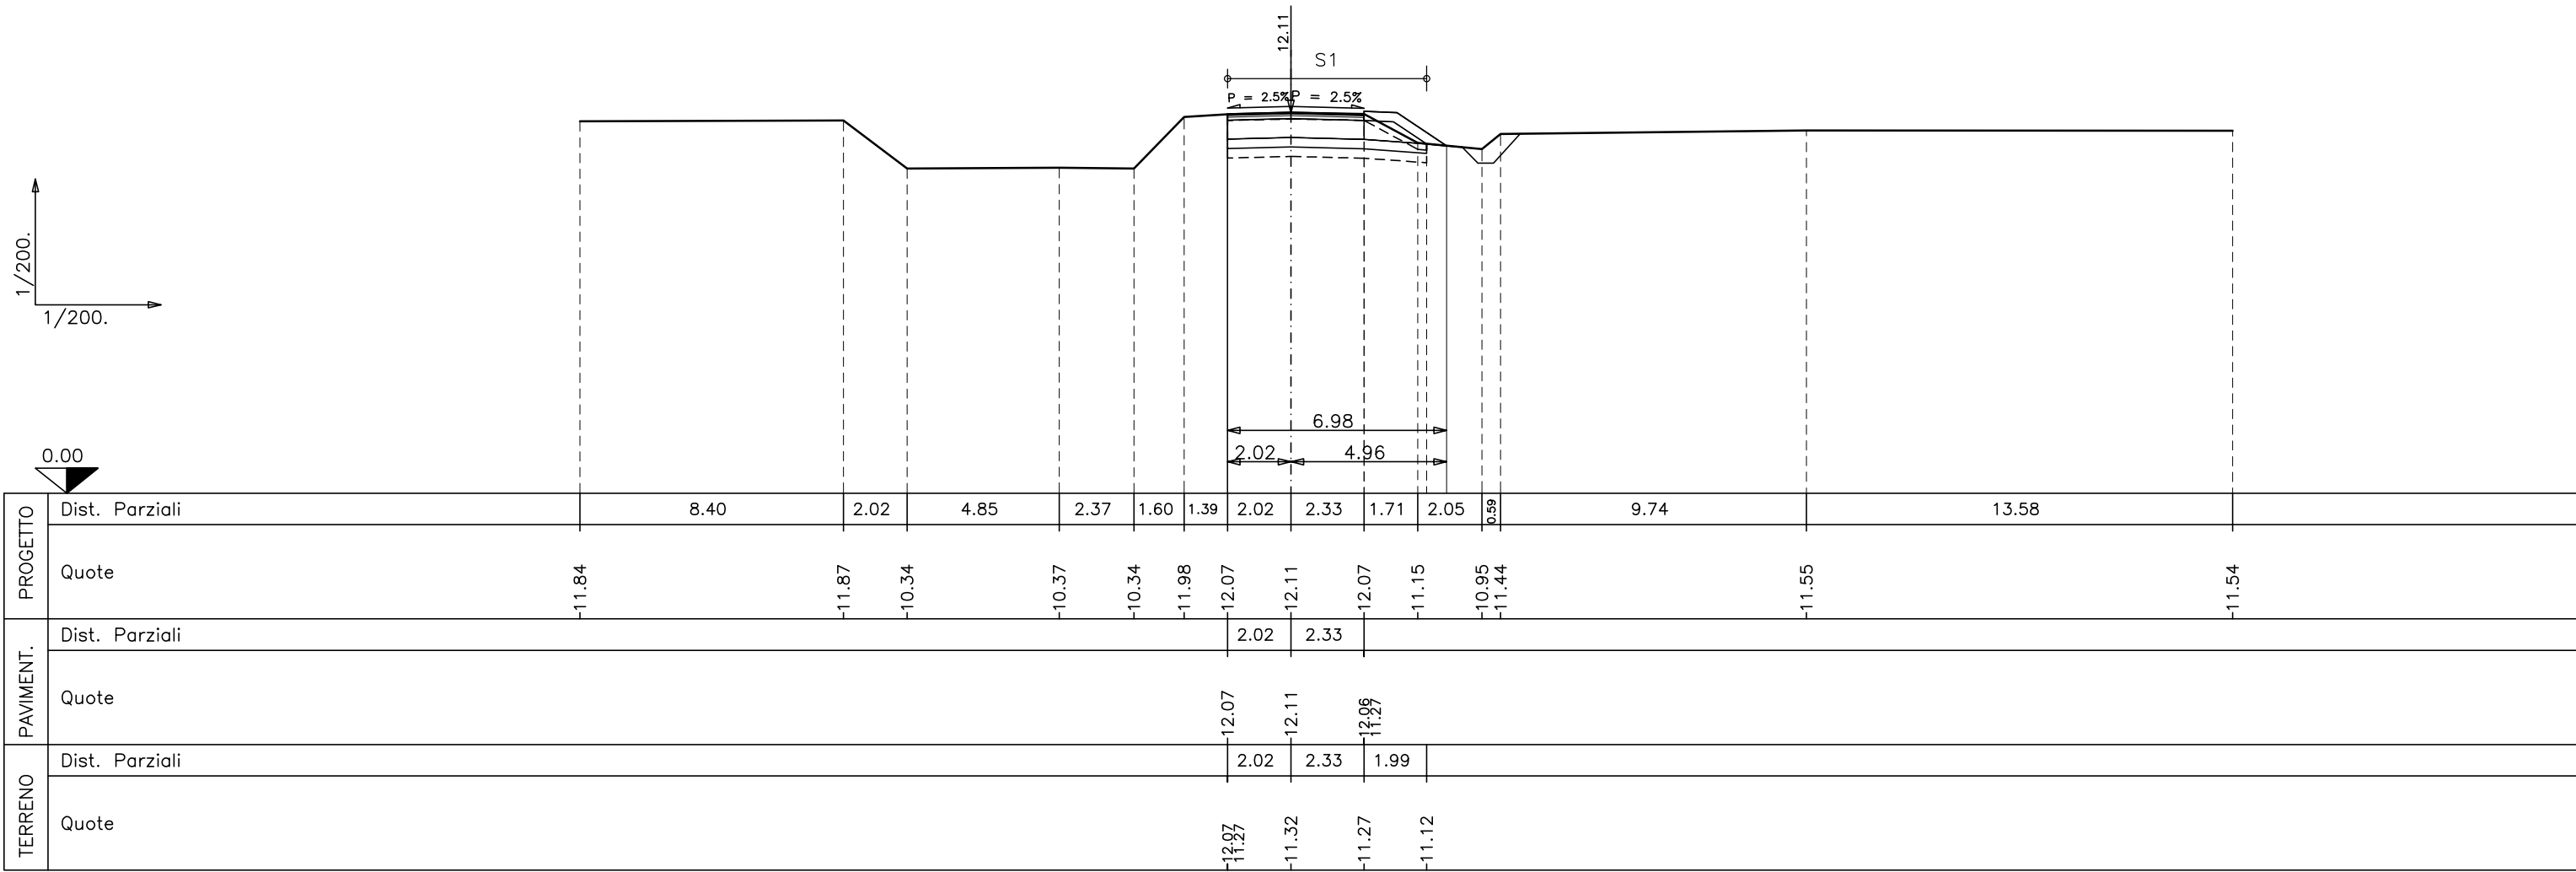 12.11
S1
P = 2.5% P = 2.5%
1/200.
1/200.
6.98
2.02 4.96
0.00
PROGETTO
Dist. Parziali 8.40 2.02 4.85 2.37 1.60 1.39 2.02 2.33 1.71 2.05 0.59 9.74 13.58
Quote 11.84 11.87 10.34 10.37 10.34 11.98 12.07 12.11 12.07 11.15 10.95 11.44 11.55 11.54
PAVIMENT.
Dist. Parziali 2.02 2.33
Quote 12.07 12.11 12.06 11.27
TERRENO
Dist. Parziali 2.02 2.33 1.99
Quote 12.07 11.27 11.32 11.27 11.12